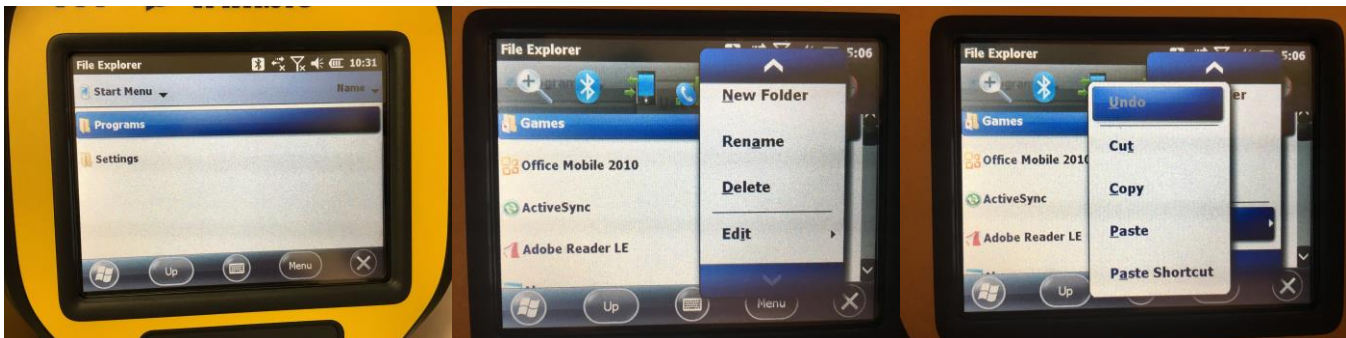 File Explorer
10:31
Start Menu
Name
Programs
Settings
Up
Menu
File Explorer
5:06
Games
New Folder
Office Mobile 2010
Rename
ActiveSync
Delete
Adobe Reader LE
Edit
Up
Menu
File Explorer
5:06
er
Games
Undo
Office Mobile 2010
Cut
ActiveSync
Copy
Adobe Reader LE
Paste
Paste Shortcut
Up